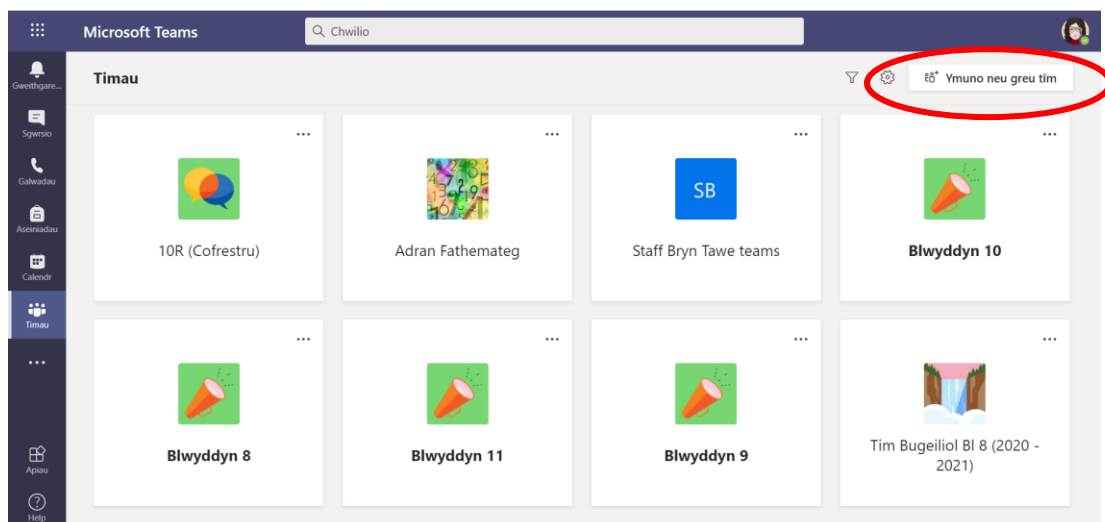 Microsoft Teams
Chwilio
Gweithgare...
Sgwrsio
Galwadau
Aseiniadau
Calendr
Timau
Apiau
Help
Timau
Ymuno neu greu tîm
10R (Cofrestru)
Adran Fathemateg
SB
Staff Bryn Tawe teams
Blwyddyn 10
Blwyddyn 8
Blwyddyn 11
Blwyddyn 9
Tim Bugeiliol Bl 8 (2020 -
2021)